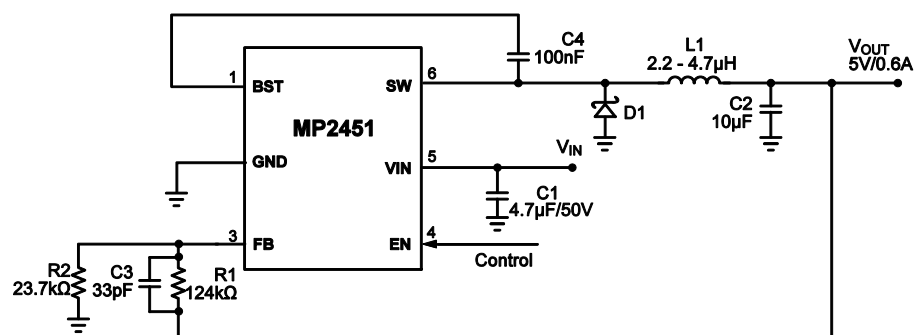 C4
100nF
L1
2.2 - 4.7µH
VOUT
5V/0.6A
1
BST
SW
6
MP2451
D1
C2
10µF
GND
VIN
5
VIN
C1
4.7µF/50V
3
FB
EN
4
Control
R2
23.7kΩ
C3
33pF
R1
124kΩ